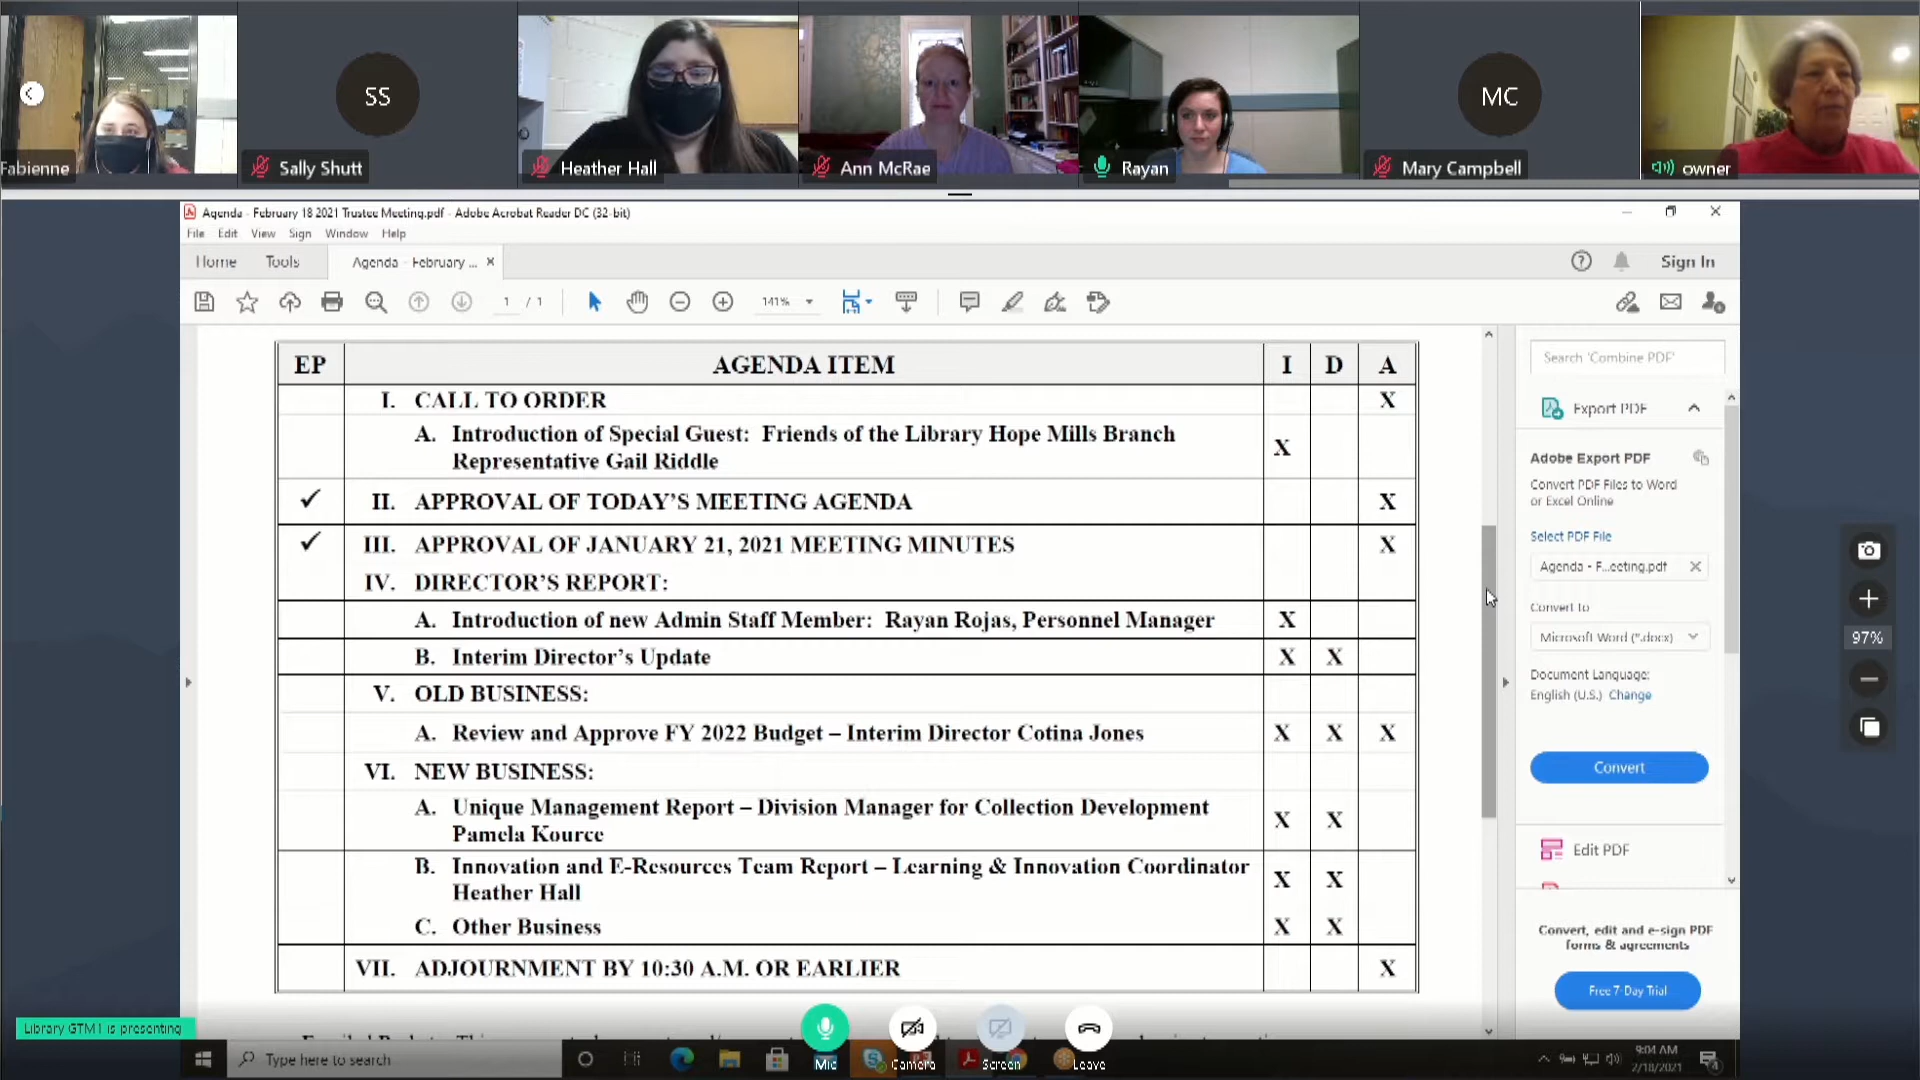 SS
MC
Fabienne
Sally Shutt
Heather Hall
Ann McRae
Rayan
Mary Campbell
owner
Agenda - February 18 2021 Trustee Meeting.pdf - Adobe Acrobat Reader DC (32-bit)
File Edit View Sign Window Help
Home Tools Agenda - February ... ×
Sign In
1 / 1
141%
EP AGENDA ITEM I D A
I. CALL TO ORDER X
A. Introduction of Special Guest: Friends of the Library Hope Mills Branch
Representative Gail Riddle X
✓ II. APPROVAL OF TODAY'S MEETING AGENDA X
✓ III. APPROVAL OF JANUARY 21, 2021 MEETING MINUTES X
IV. DIRECTOR'S REPORT:
A. Introduction of new Admin Staff Member: Rayan Rojas, Personnel Manager X
B. Interim Director's Update X X
V. OLD BUSINESS:
A. Review and Approve FY 2022 Budget – Interim Director Cotina Jones X X X
VI. NEW BUSINESS:
A. Unique Management Report – Division Manager for Collection Development
Pamela Kource X X
B. Innovation and E-Resources Team Report – Learning & Innovation Coordinator
Heather Hall X X
C. Other Business X X
VII. ADJOURNMENT BY 10:30 A.M. OR EARLIER X
Search 'Combine PDF'
Export PDF
Adobe Export PDF
Convert PDF Files to Word
or Excel Online
Select PDF File
Agenda - F...eeting.pdf
Convert to
Microsoft Word (*.docx)
Document Language:
English (U.S.) Change
Convert
Edit PDF
Convert, edit and e-sign PDF
forms & agreements
Free 7-Day Trial
97%
Library GTM1 is presenting
Type here to search
Mic Camera Screen Leave
9:04 AM
2/18/2021